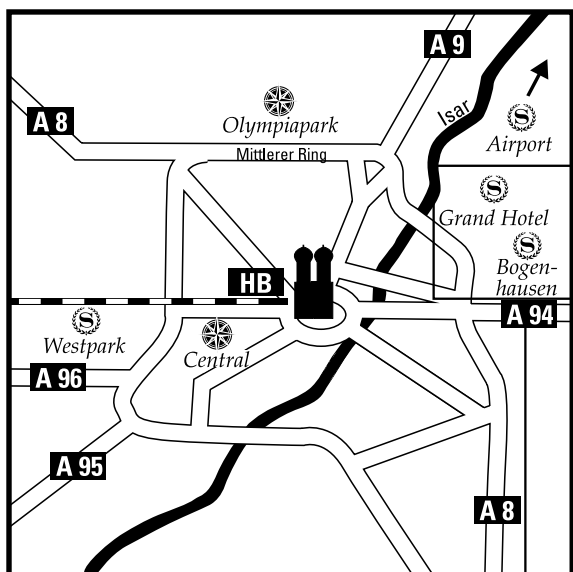 A 9
A 8
Olympiapark
Mittlerer Ring
Isar
S
Airport
S
Grand Hotel
S
Bogen-
hausen
HB
A 94
S
Westpark
Central
A 96
A 95
A 8